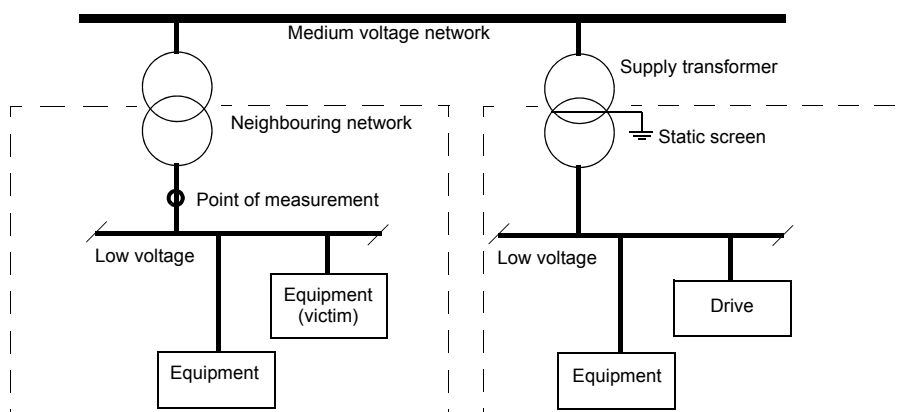 Medium voltage network
Supply transformer
Neighbouring network
Static screen
Point of measurement
Low voltage
Low voltage
Equipment
(victim)
Drive
Equipment
Equipment